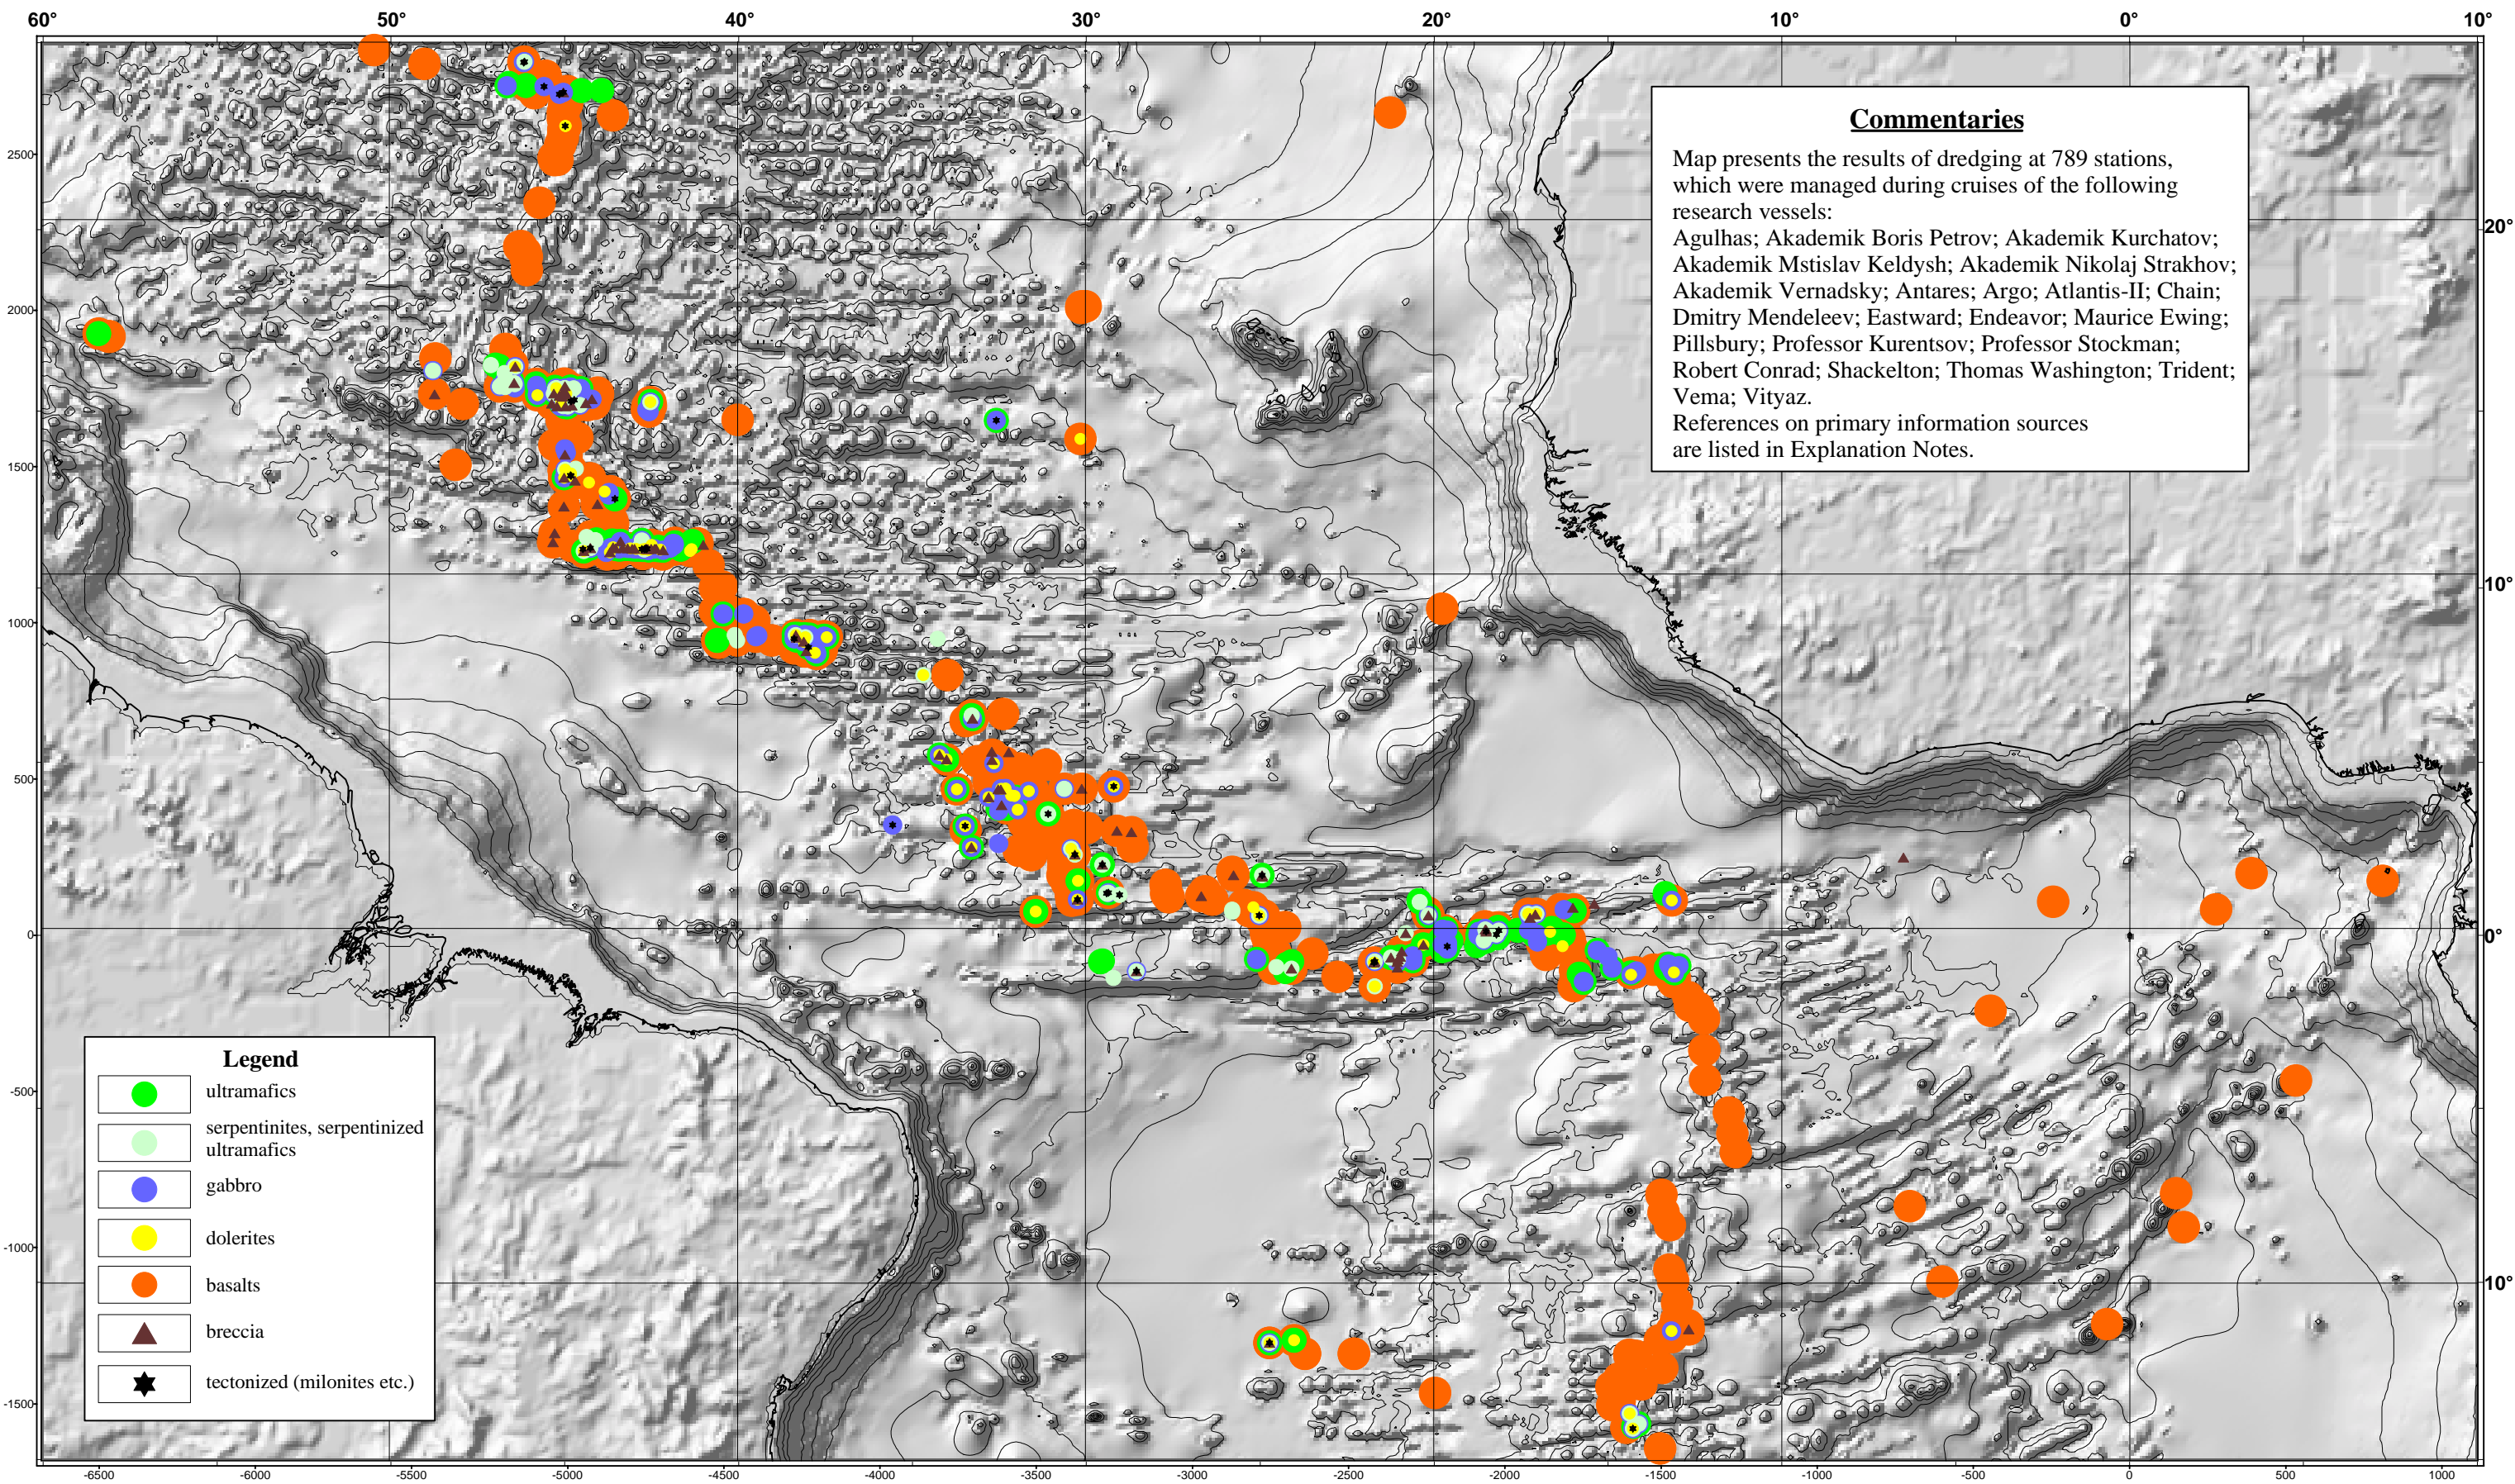 60° 50° 40° 30° 20° 10° 0° 10°
Commentaries
Map presents the results of dredging at 789 stations,
which were managed during cruises of the following
research vessels:
Agulhas; Akademik Boris Petrov; Akademik Kurchatov;
Akademik Mstislav Keldysh; Akademik Nikolaj Strakhov;
Akademik Vernadsky; Antares; Argo; Atlantis-II; Chain;
Dmitry Mendeleev; Eastward; Endeavor; Maurice Ewing;
Pillsbury; Professor Kurentsov; Professor Stockman;
Robert Conrad; Shackelton; Thomas Washington; Trident;
Vema; Vityaz.
References on primary information sources
are listed in Explanation Notes.
2500
2000
1500
1000
500
0
-500
-1000
-1500
20°
10°
0°
10°
Legend
ultramafics
serpentinites, serpentinized
ultramafics
gabbro
dolerites
basalts
breccia
tectonized (milonites etc.)
-6500 -6000 -5500 -5000 -4500 -4000 -3500 -3000 -2500 -2000 -1500 -1000 -500 0 500 1000